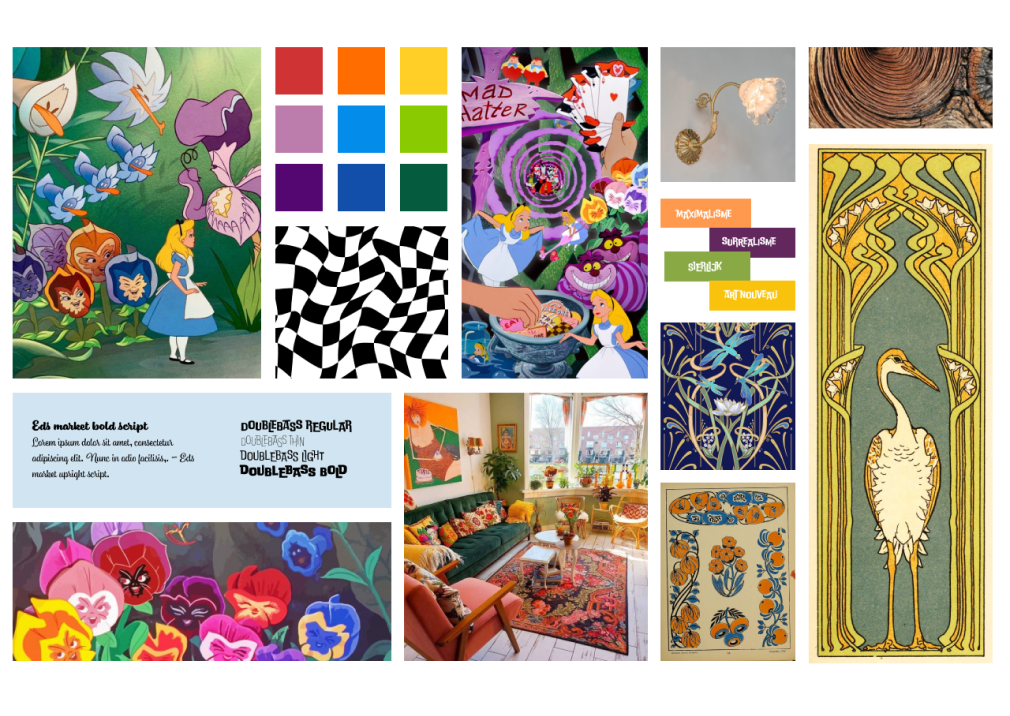 MAD
HATTER
MAXIMALISME
SURREALISME
SIERLIJK
ART NOUVEAU
Eds market bold script
Lorem ipsum dolor sit amet, consectetur
adipiscing elit. Nunc in odio facilisis,. – Eds
market upright script.
DOUBLEBASS REGULAR
DOUBLEBASS THIN
DOUBLEBASS LIGHT
DOUBLEBASS BOLD